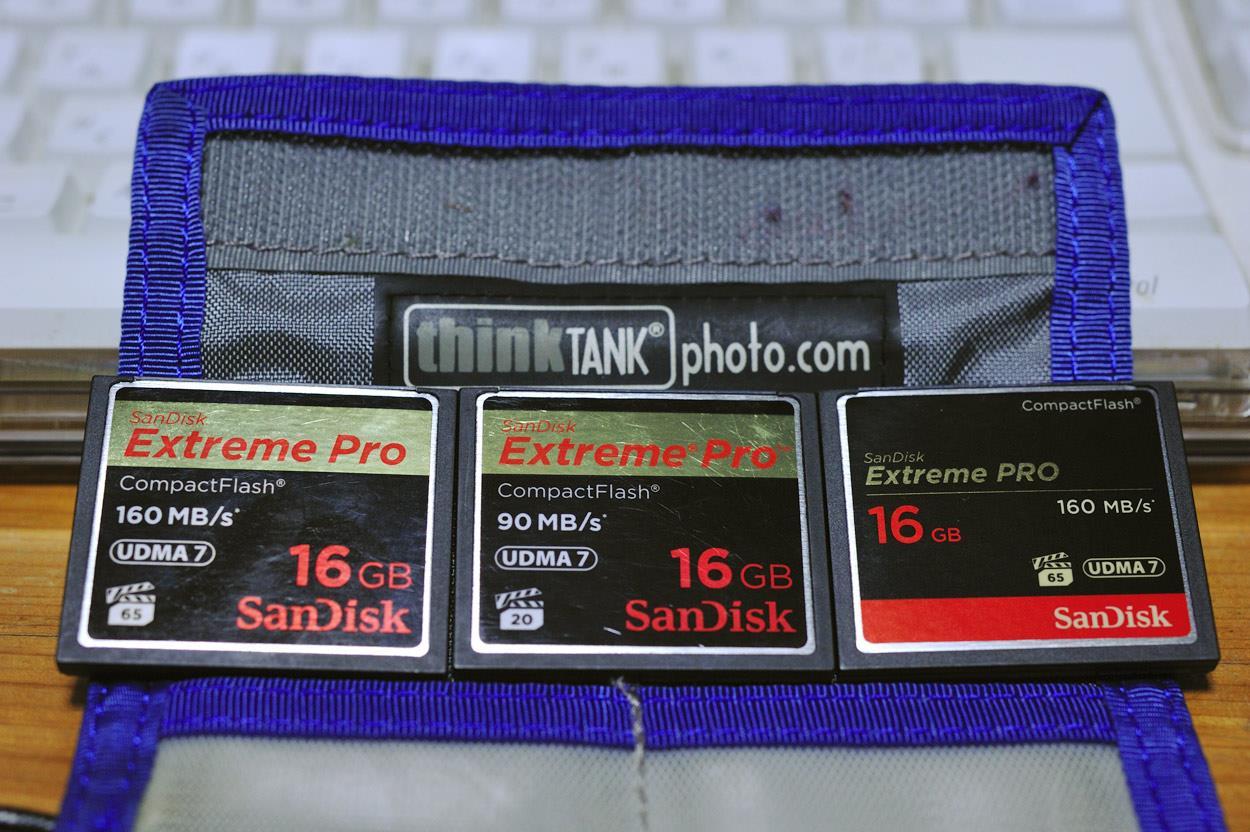 thinkTANK® photo.com
SanDisk
Extreme Pro
CompactFlash®
160 MB/s*
UDMA 7
65
16 GB
SanDisk
SanDisk
Extreme® Pro™
CompactFlash®
90 MB/s*
UDMA 7
20
16 GB
SanDisk
CompactFlash®
SanDisk
Extreme PRO
160 MB/s*
16 GB
65
UDMA 7
SanDisk